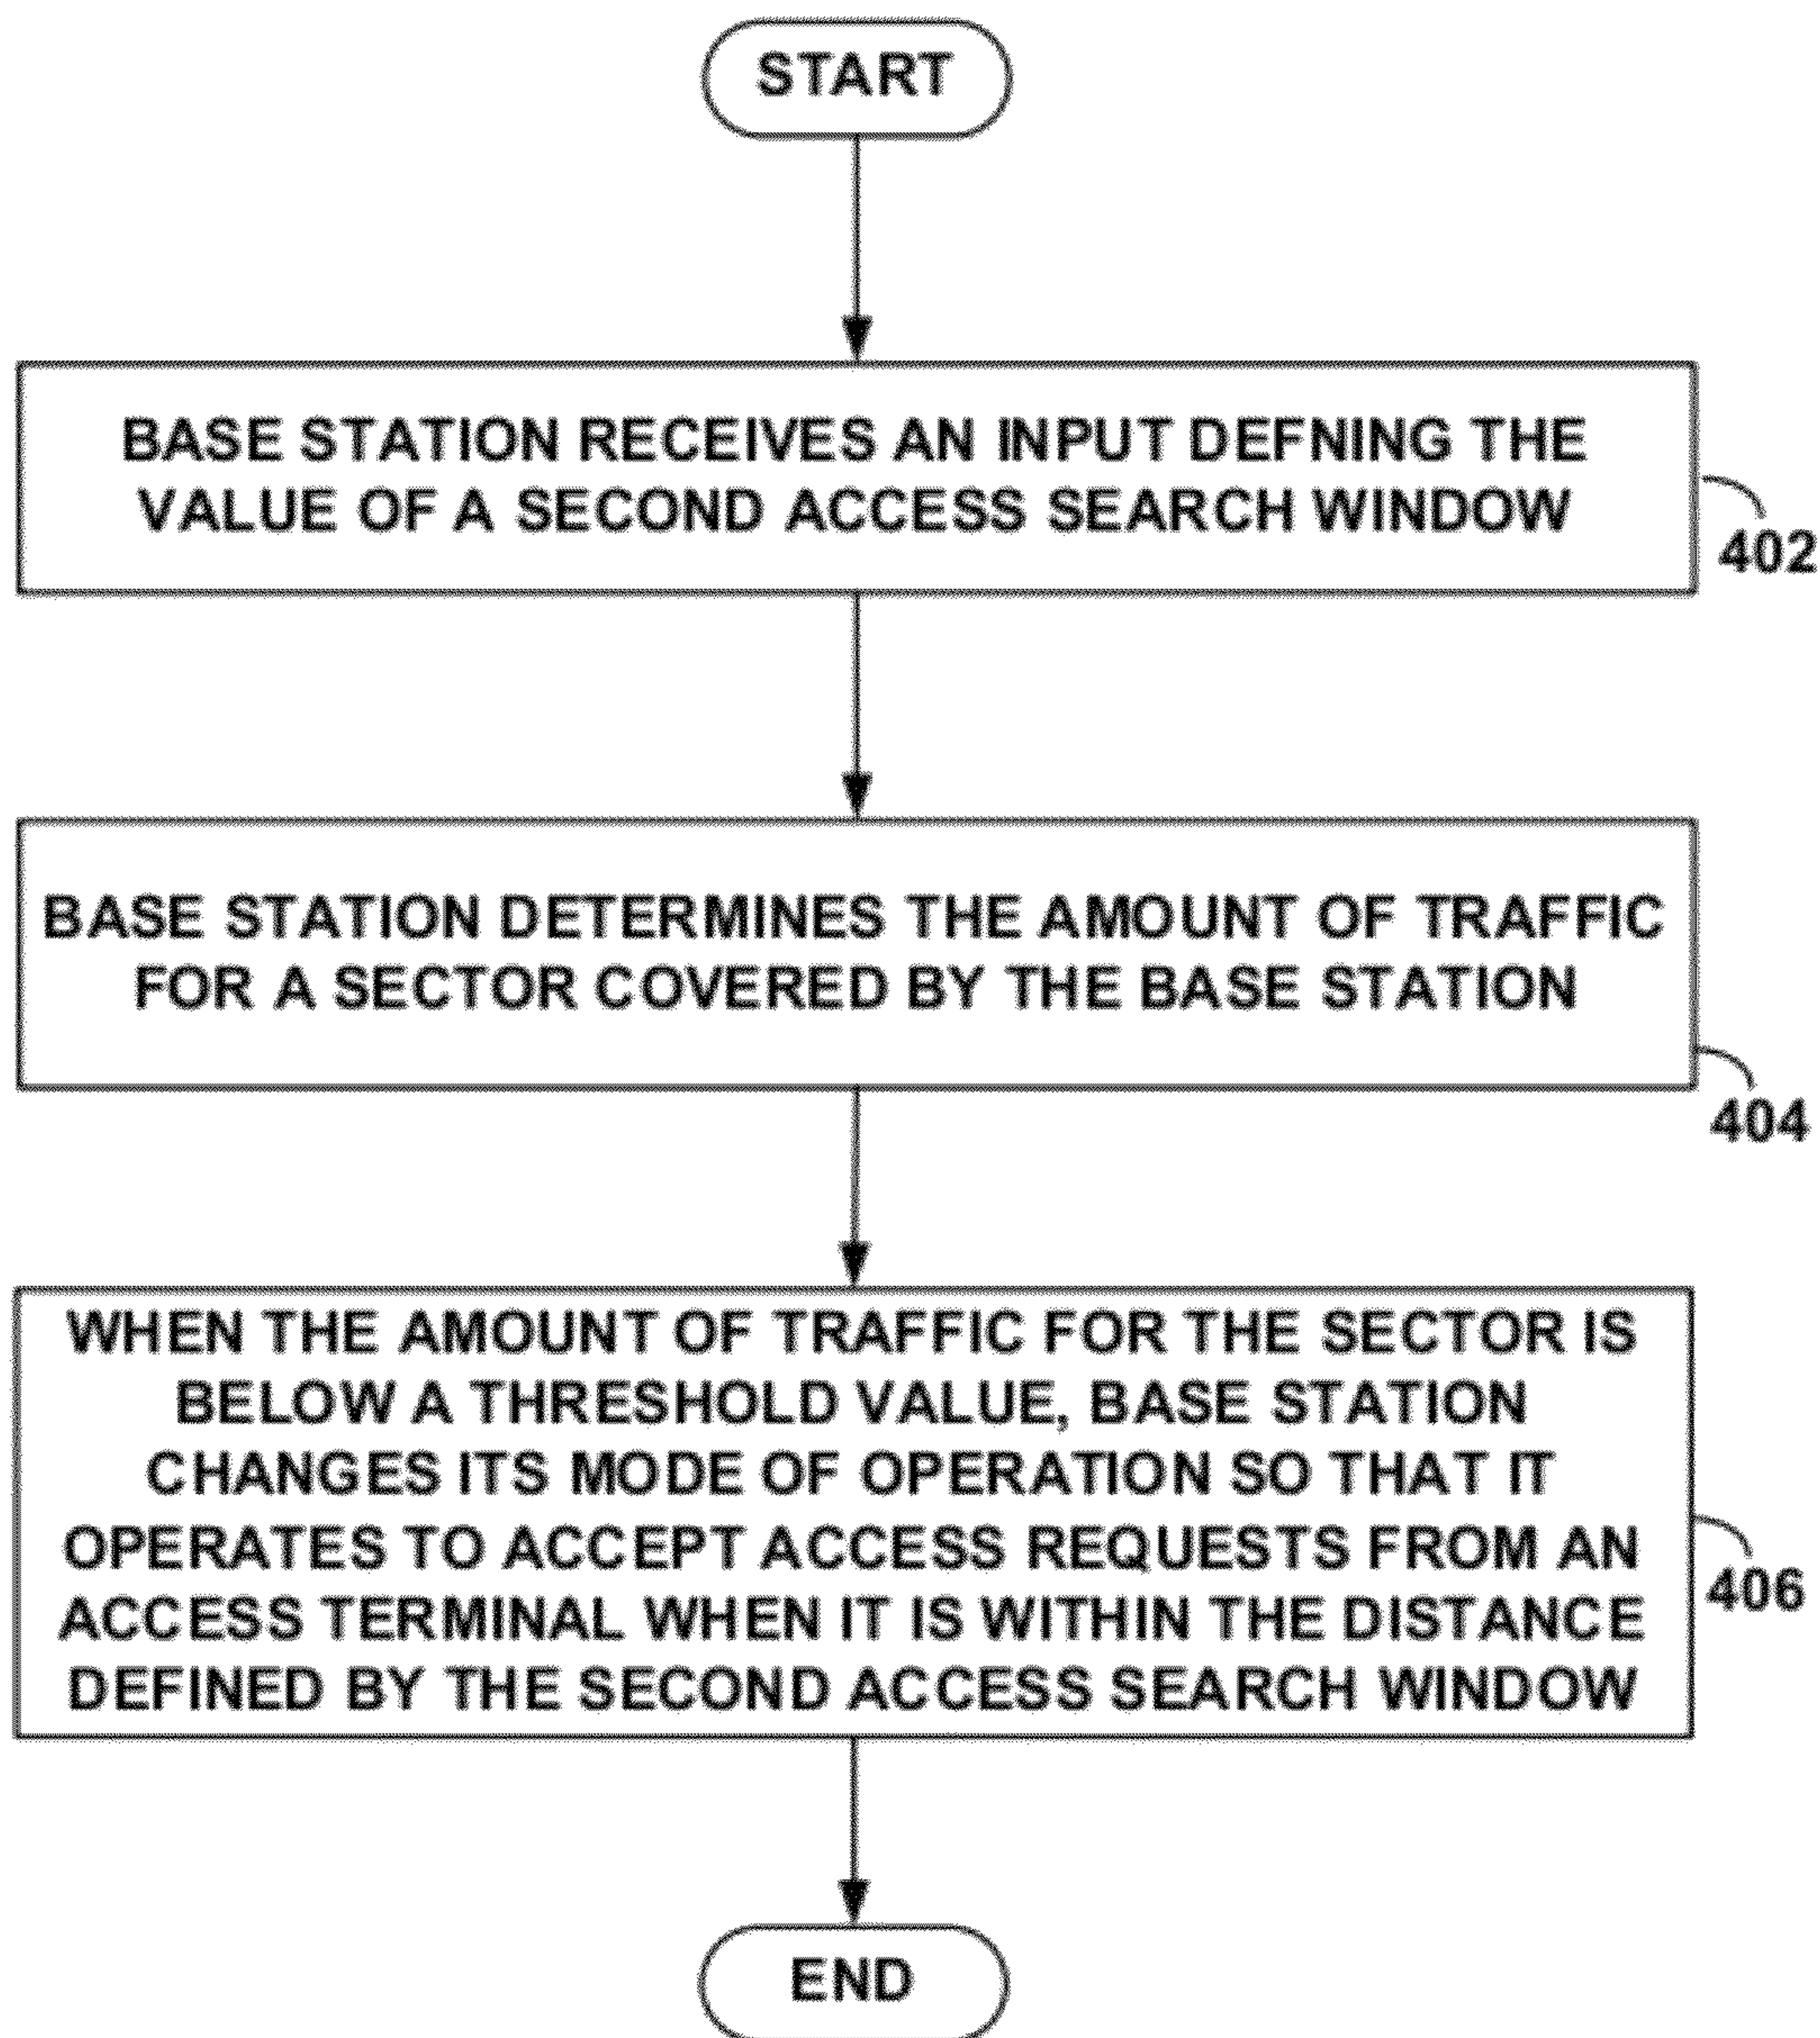 START
BASE STATION RECEIVES AN INPUT DEFNING THE
VALUE OF A SECOND ACCESS SEARCH WINDOW
402
BASE STATION DETERMINES THE AMOUNT OF TRAFFIC
FOR A SECTOR COVERED BY THE BASE STATION
404
WHEN THE AMOUNT OF TRAFFIC FOR THE SECTOR IS
BELOW A THRESHOLD VALUE, BASE STATION
CHANGES ITS MODE OF OPERATION SO THAT IT
OPERATES TO ACCEPT ACCESS REQUESTS FROM AN
ACCESS TERMINAL WHEN IT IS WITHIN THE DISTANCE
DEFINED BY THE SECOND ACCESS SEARCH WINDOW
406
END